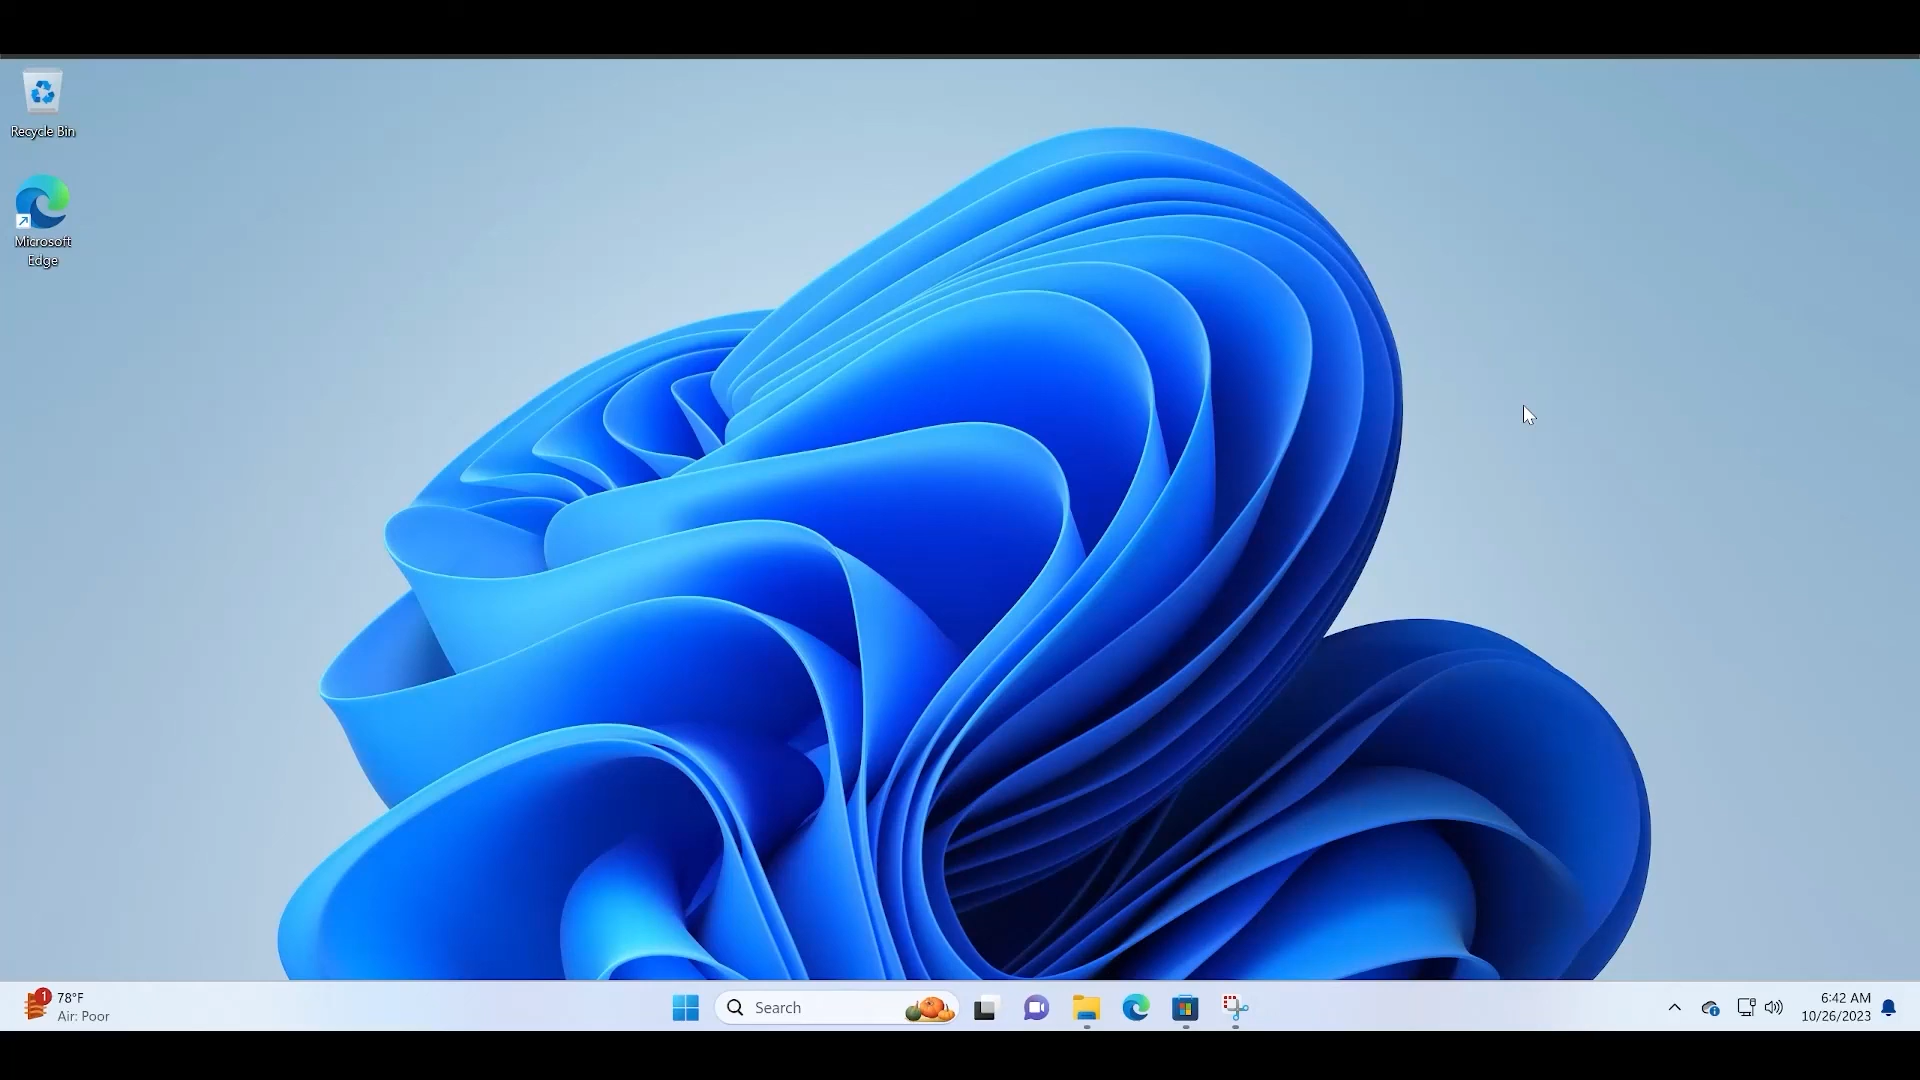 Recycle Bin
Microsoft
Edge
1
78°F
Air: Poor
Search
6:42 AM
10/26/2023